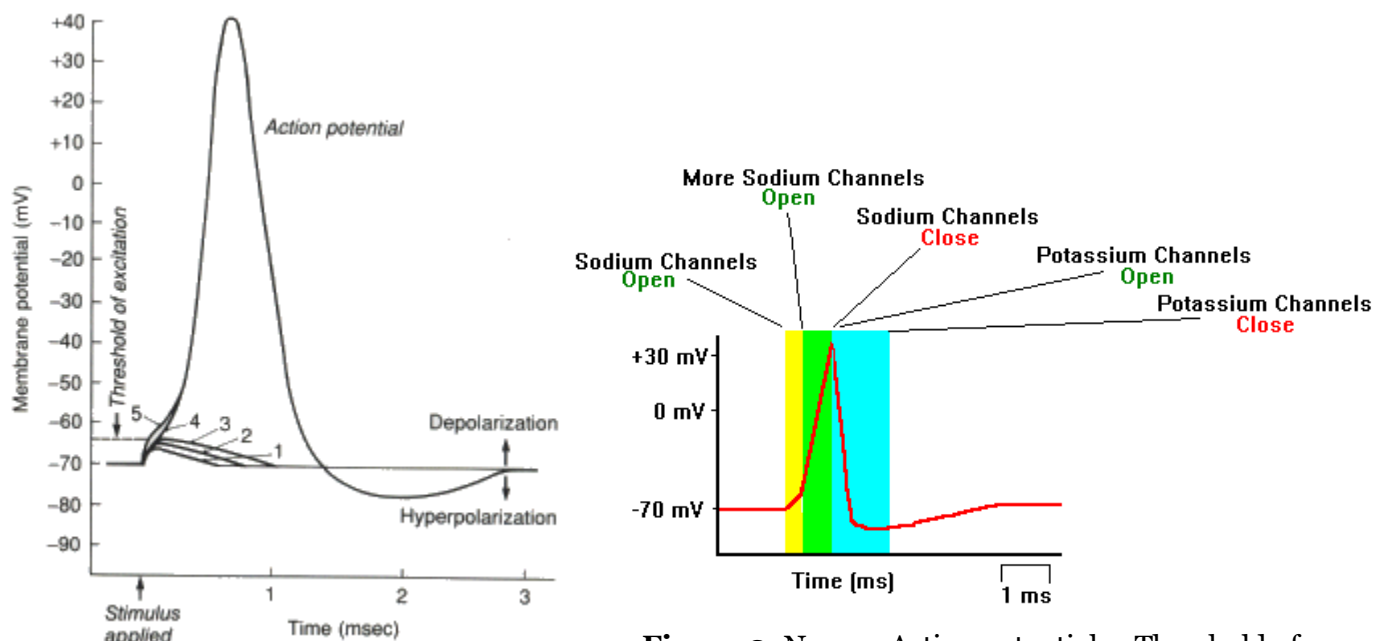 +40
+30
+20
+10
0
−10
−20
−30
−40
−50
−60
−70
−80
−90
Membrane potential (mV)
Threshold of excitation
Action potential
5
4
3
2
1
Depolarization
Hyperpolarization
1
2
3
Stimulus
applied
Time (msec)
More Sodium Channels
Open
Sodium Channels
Close
Sodium Channels
Open
Potassium Channels
Open
Potassium Channels
Close
+30 mV
0 mV
-70 mV
Time (ms)
1 ms